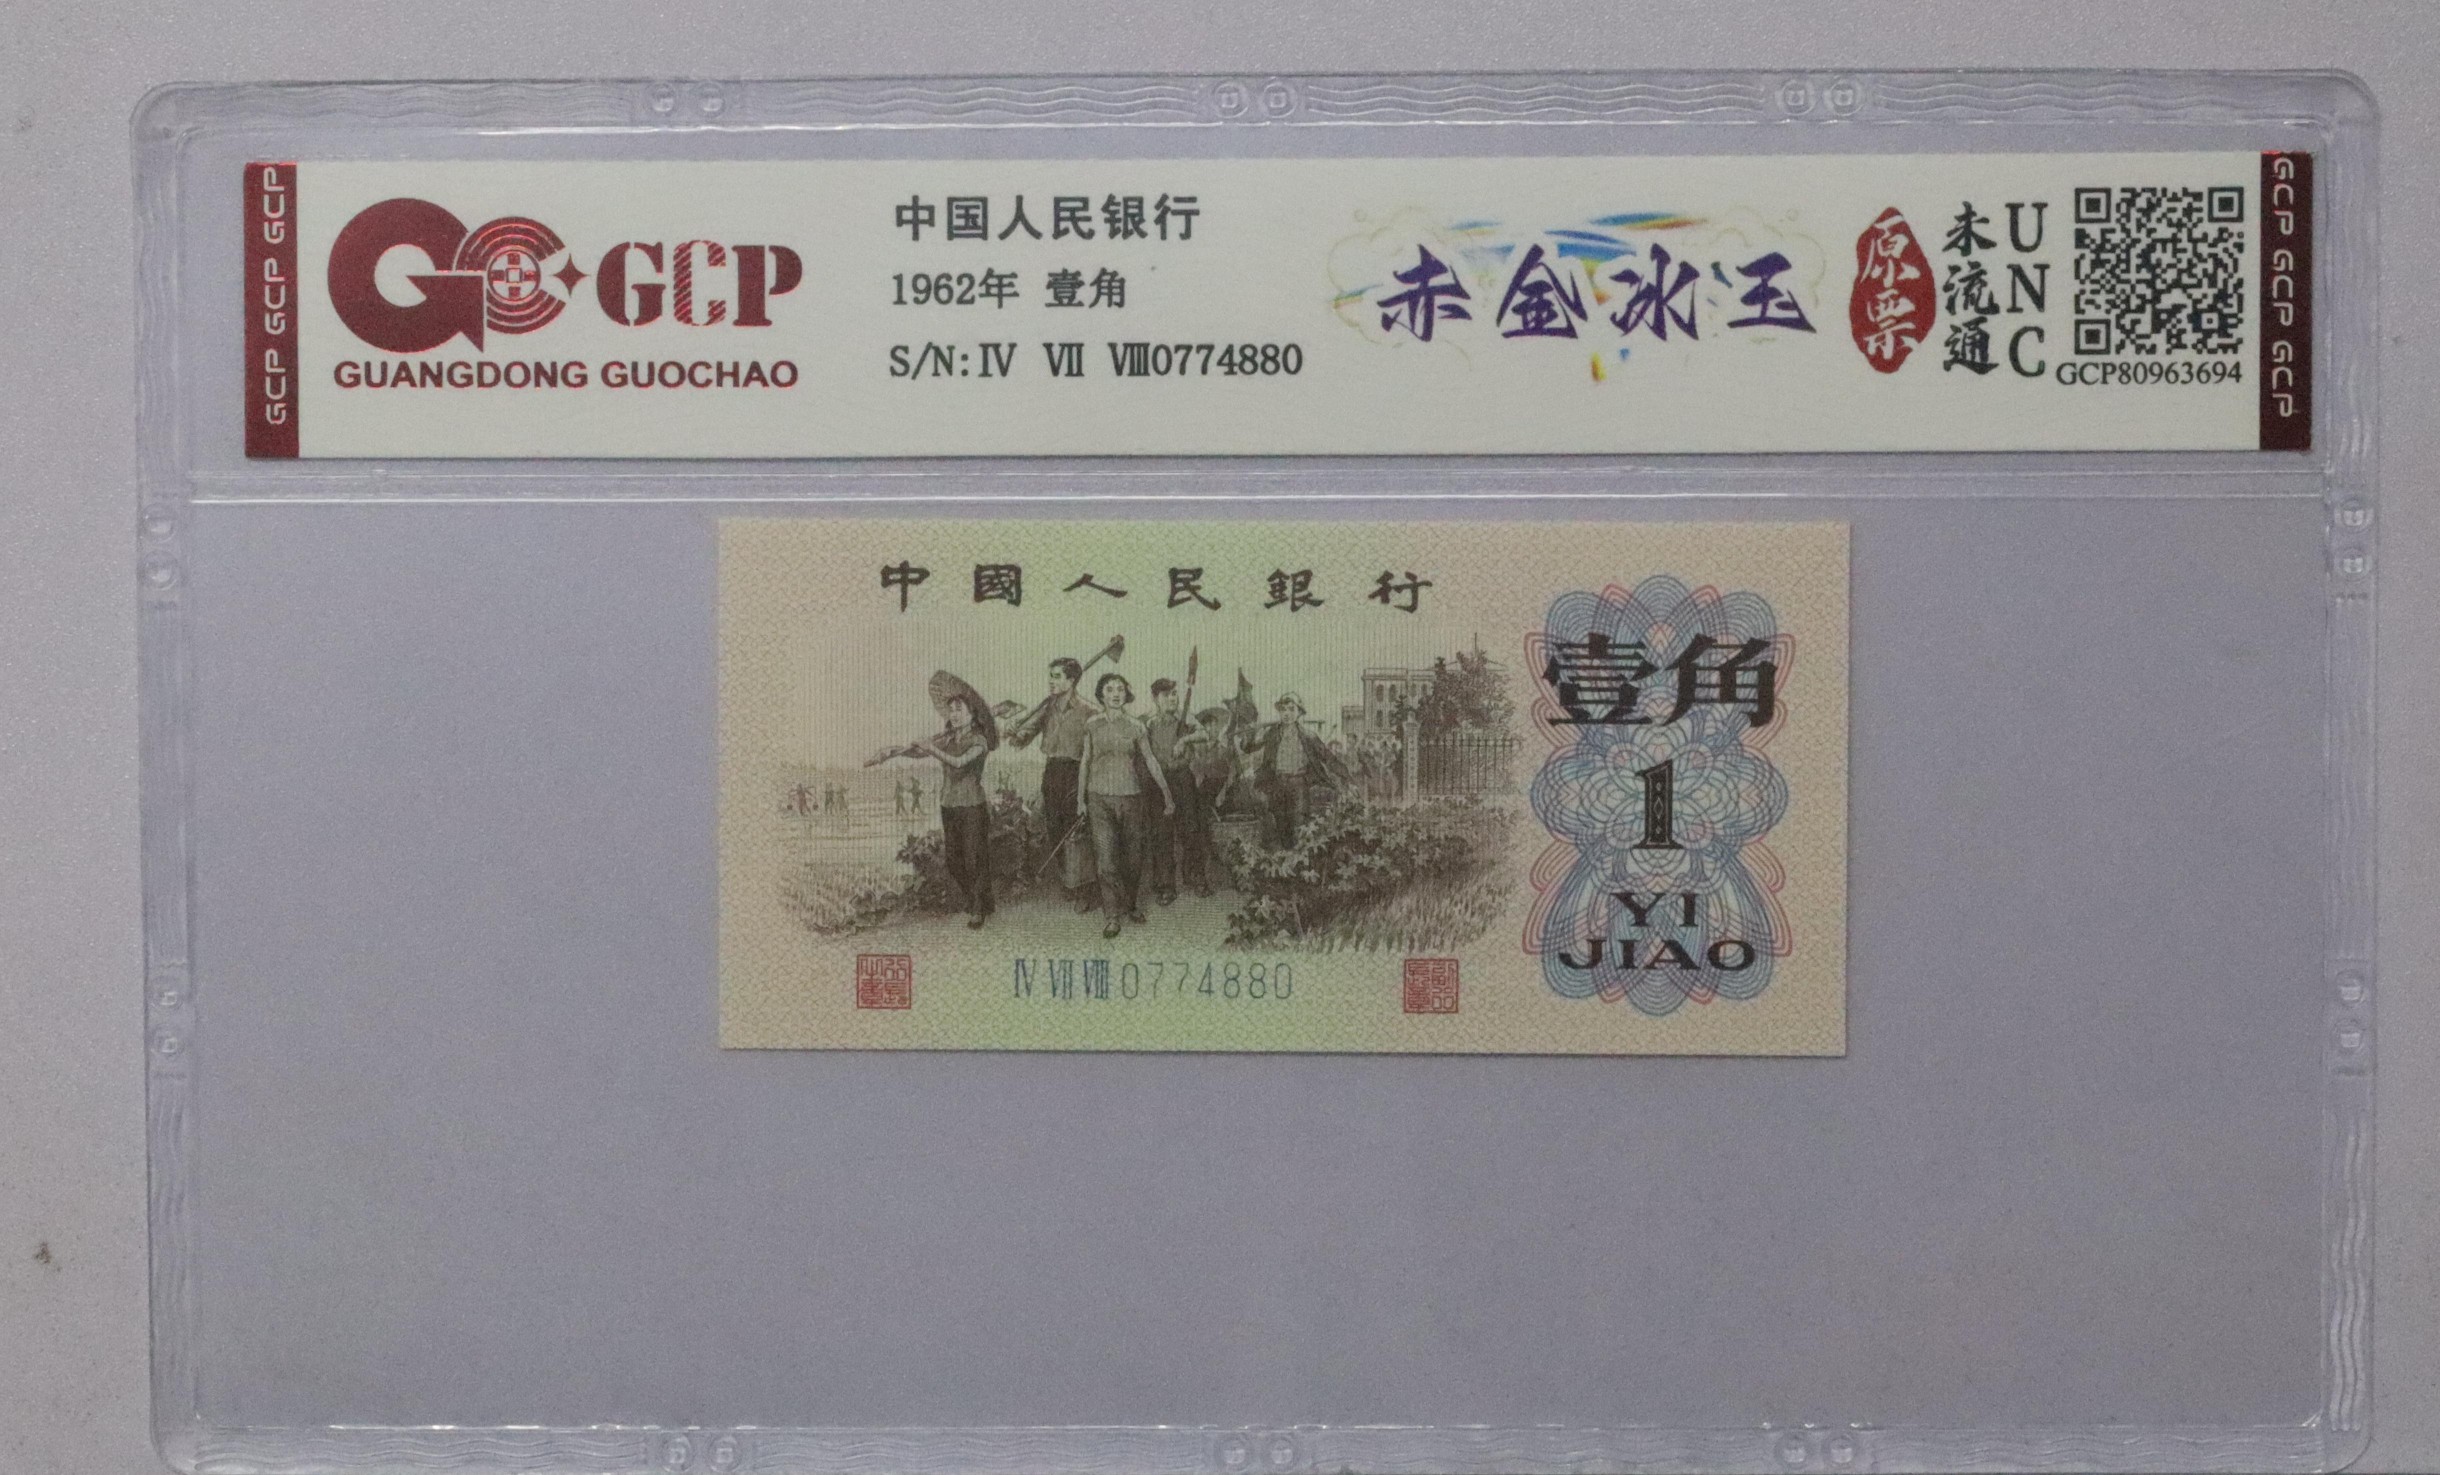 GCP GCP GCP
GCP
GUANGDONG GUOCHAO
中国人民银行
1962年 壹角
S/N:Ⅳ Ⅶ Ⅷ0774880
赤金冰玉
原票
未流通
UNC
GCP80963694
GCP GCP GCP
中國人民銀行
壹角
1
YI
JIAO
Ⅳ Ⅶ Ⅷ 0774880